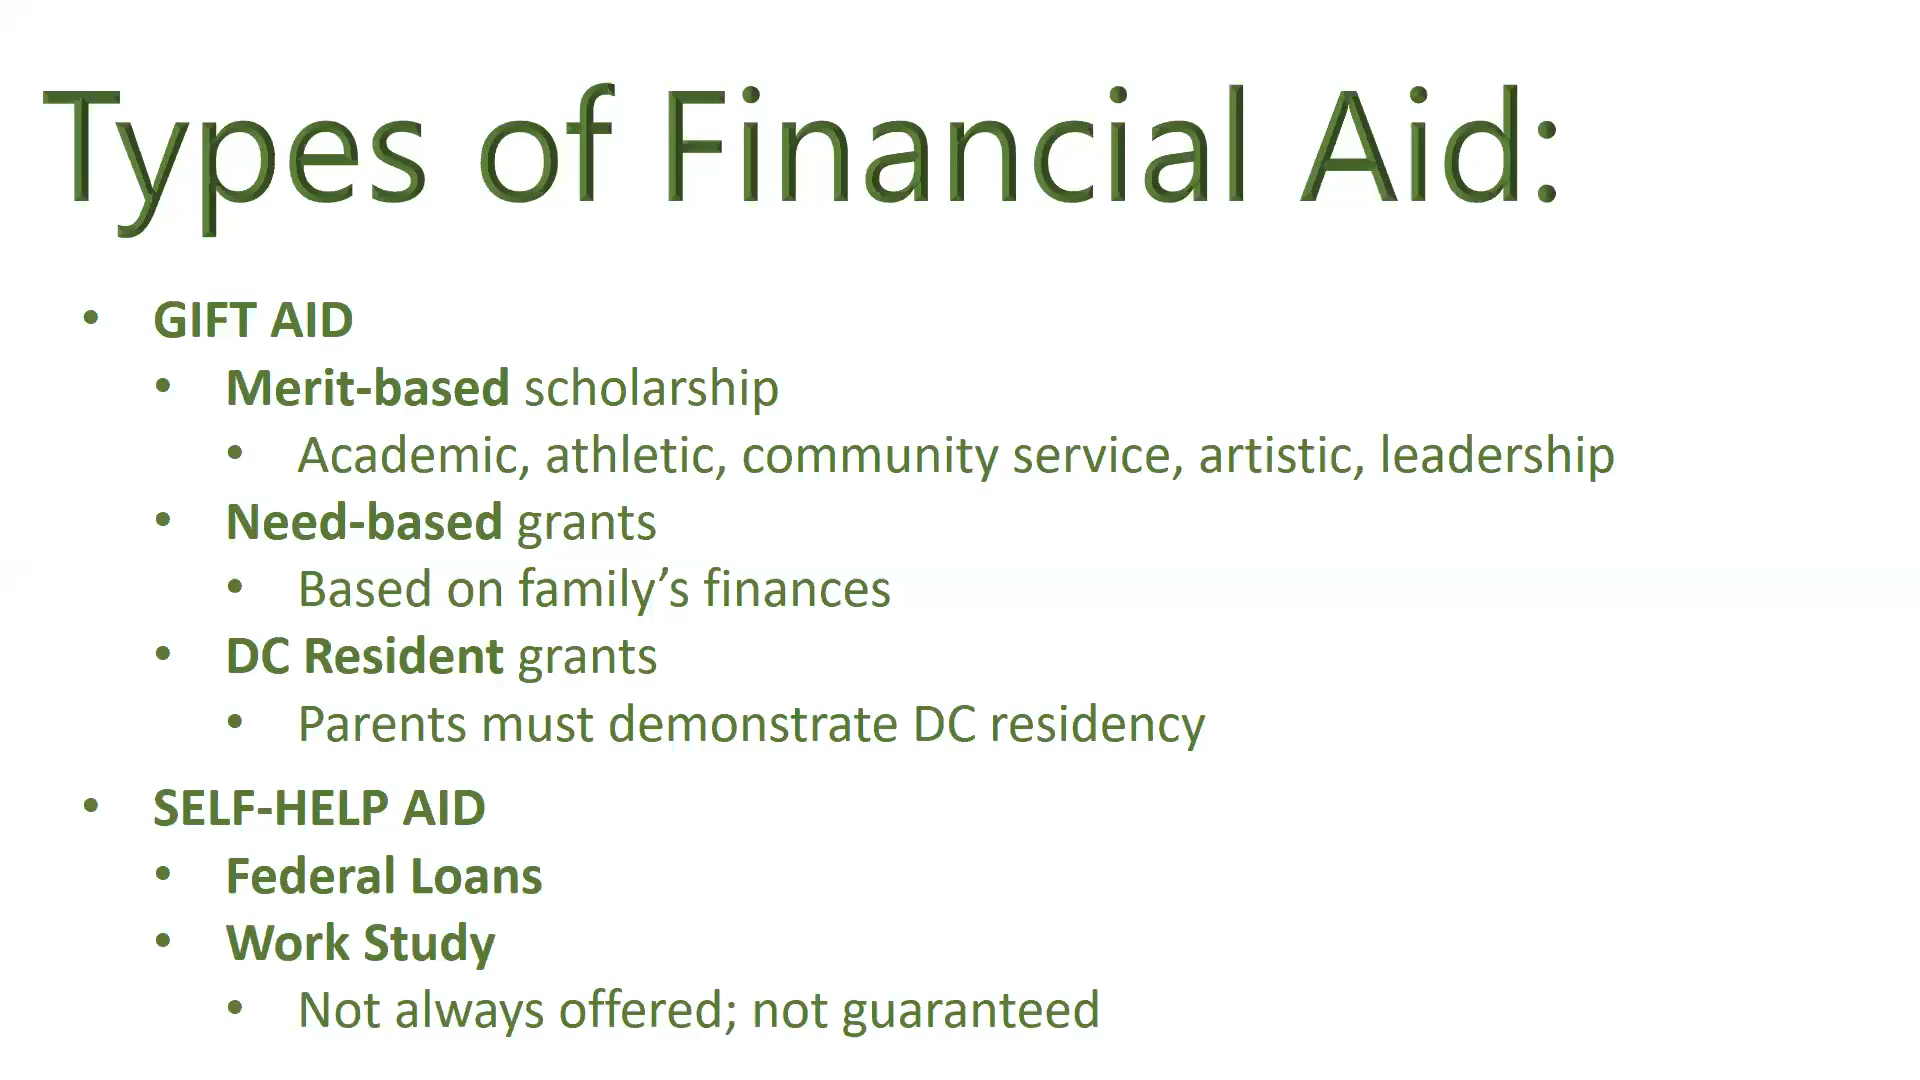 Types of Financial Aid:
• GIFT AID
• Merit-based scholarship
• Academic, athletic, community service, artistic, leadership
• Need-based grants
• Based on family’s finances
• DC Resident grants
• Parents must demonstrate DC residency
• SELF-HELP AID
• Federal Loans
• Work Study
• Not always offered; not guaranteed